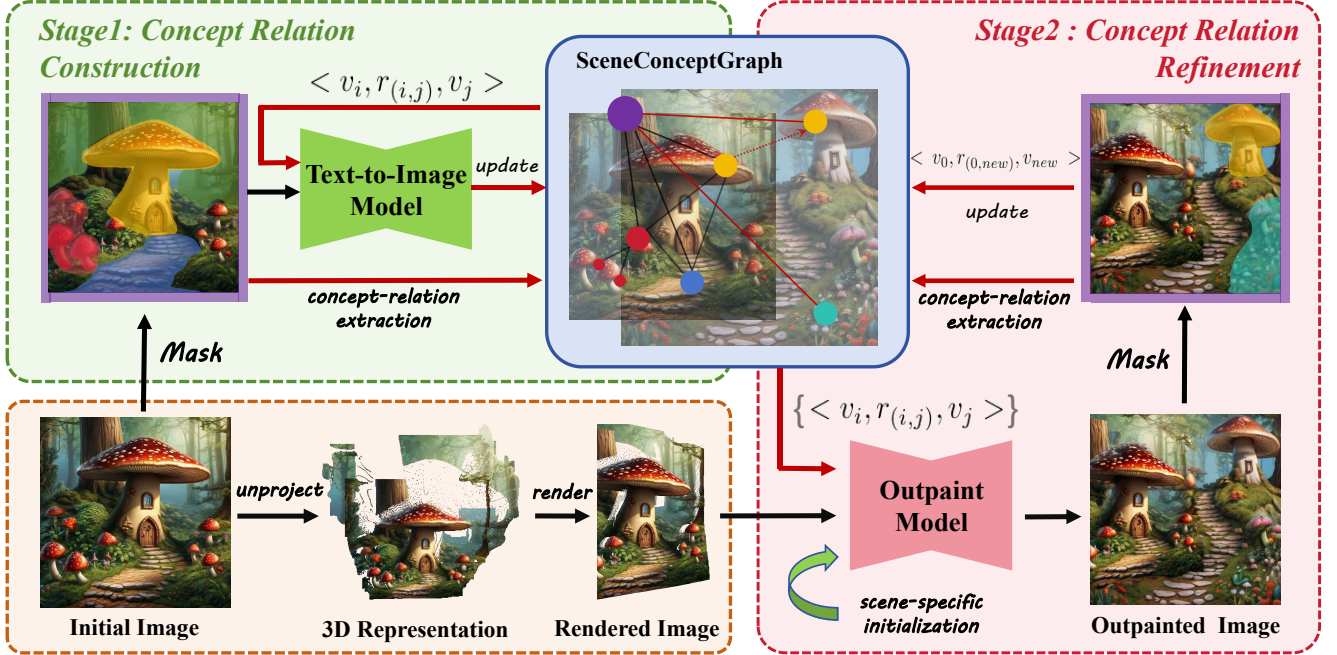 Stage1: Concept Relation
Construction
< v_i, r_{(i,j)}, v_j >
Text-to-Image
Model
update
concept-relation
extraction
Mask
SceneConceptGraph
Stage2 : Concept Relation
Refinement
< v_0, r_{(0,new)}, v_{new} >
update
concept-relation
extraction
Mask
{< v_i, r_{(i,j)}, v_j >}
Outpaint
Model
scene-specific
initialization
Outpainted Image
unproject
render
Initial Image
3D Representation
Rendered Image